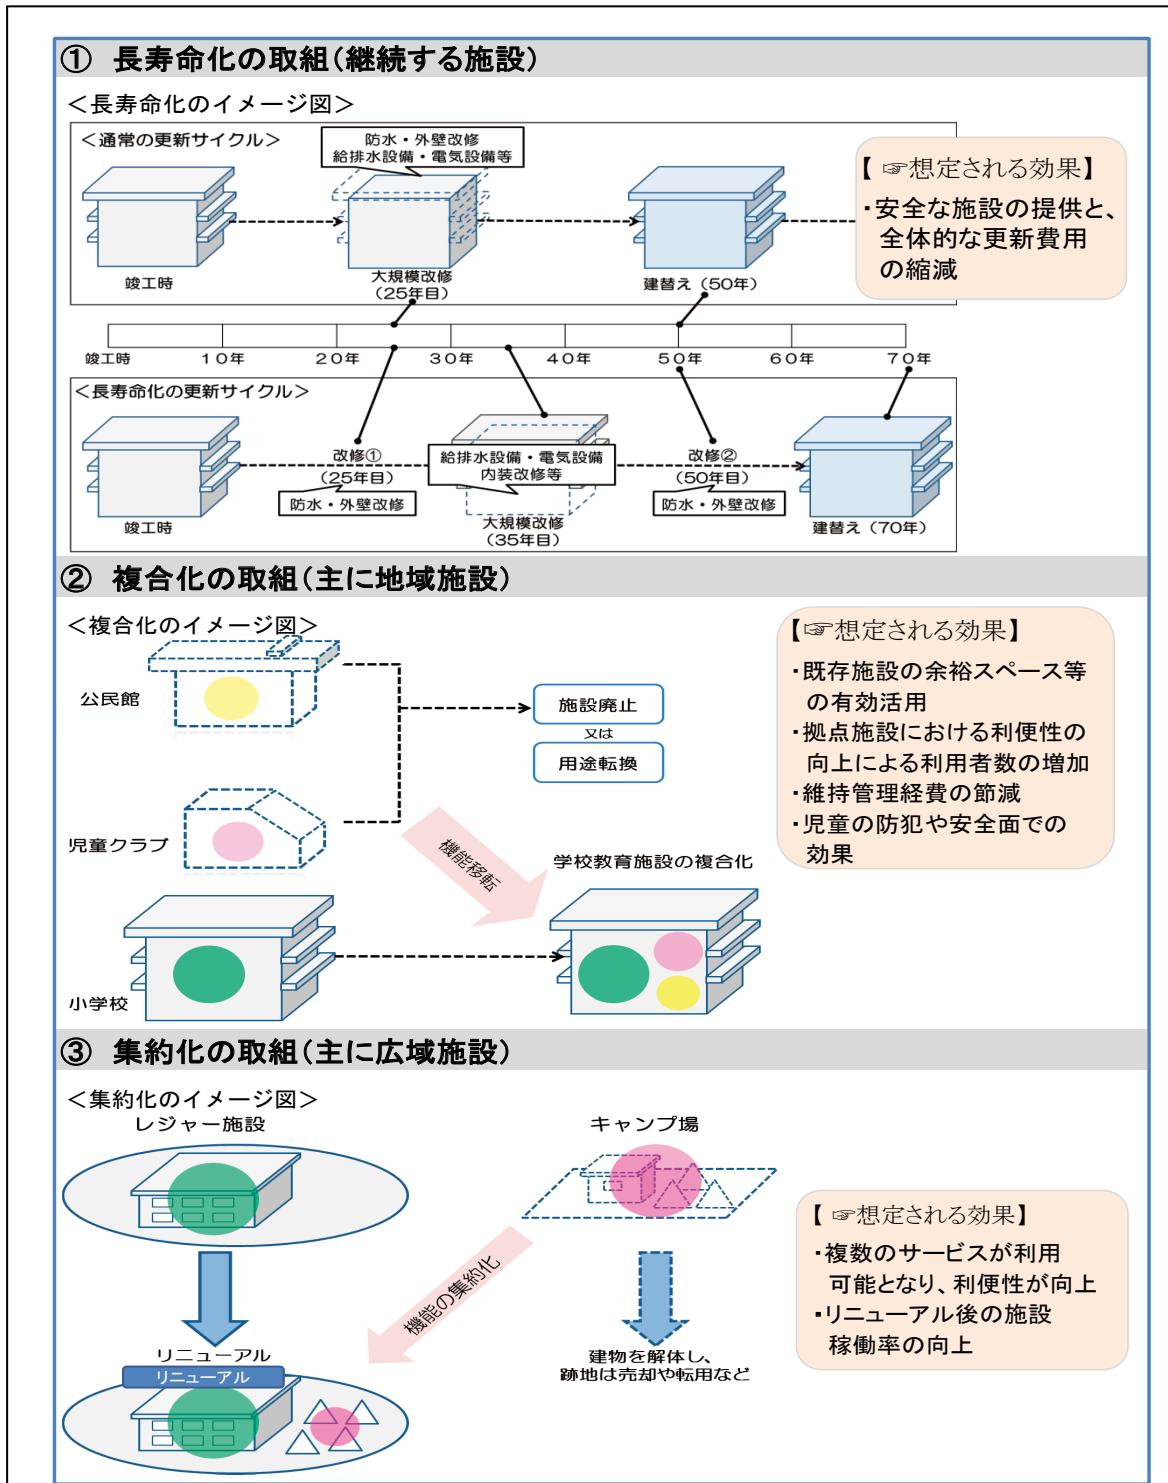 ① 長寿命化の取組（継続する施設）
＜長寿命化のイメージ図＞
＜通常の更新サイクル＞
防水・外壁改修
給排水設備・電気設備等
竣工時
大規模改修
（25年目）
建替え（50年）
【 ☞想定される効果】
・安全な施設の提供と、
全体的な更新費用
の縮減
竣工時
10年
20年
30年
40年
50年
60年
70年
＜長寿命化の更新サイクル＞
竣工時
改修①
（25年目）
防水・外壁改修
給排水設備・電気設備
内装改修等
大規模改修
（35年目）
改修②
（50年目）
防水・外壁改修
建替え（70年）
② 複合化の取組（主に地域施設）
＜複合化のイメージ図＞
公民館
児童クラブ
小学校
施設廃止
又は
用途転換
機能移転
学校教育施設の複合化
【☞想定される効果】
・既存施設の余裕スペース等
の有効活用
・拠点施設における利便性の
向上による利用者数の増加
・維持管理経費の節減
・児童の防犯や安全面での
効果
③ 集約化の取組（主に広域施設）
＜集約化のイメージ図＞
レジャー施設
キャンプ場
機能の集約化
リニューアル
リニューアル
建物を解体し、
跡地は売却や転用など
【 ☞想定される効果】
・複数のサービスが利用
可能となり、利便性が向上
・リニューアル後の施設
稼働率の向上